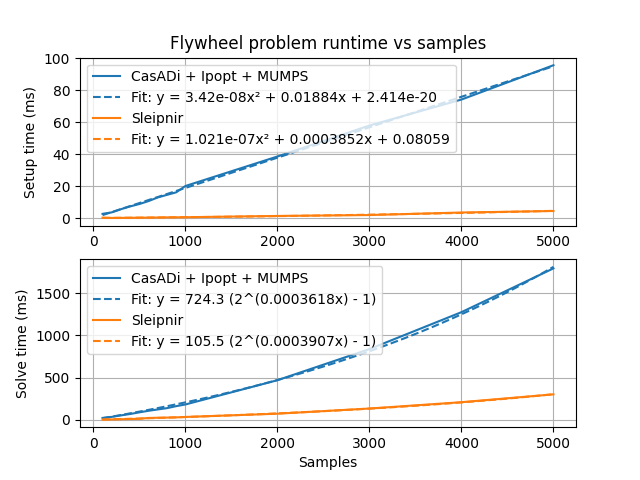 Flywheel problem runtime vs samples
Setup time (ms)
100
80
60
40
20
0
CasADi + Ipopt + MUMPS
Fit: y = 3.42e-08x² + 0.01884x + 2.414e-20
Sleipnir
Fit: y = 1.021e-07x² + 0.0003852x + 0.08059
0 1000 2000 3000 4000 5000
Solve time (ms)
1500
1000
500
0
CasADi + Ipopt + MUMPS
Fit: y = 724.3 (2^(0.0003618x) - 1)
Sleipnir
Fit: y = 105.5 (2^(0.0003907x) - 1)
0 1000 2000 3000 4000 5000
Samples